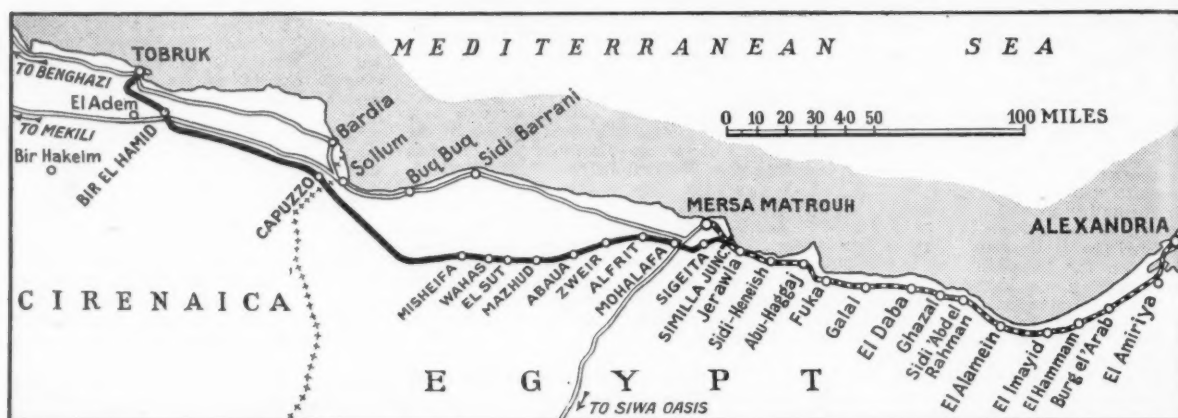 MEDITERRANEAN SEA
TOBRUK
TO BENGHAZI
El Adem
TO MEKILI
Bir Hakeim
BIR EL HAMID
Bardia
Sollum
CAPUZZO
Buq Buq
Sidi Barrani
0 10 20 30 40 50 100 MILES
MERSA MATROUH
ALEXANDRIA
MISHEIFA
WAHAS
EL SUT
MAZHUD
ABAUA
ZWEIR
ALFRIT
MOHALAFA
SIGEITA
SIMILLA JUNC.
Jerawla
Sidi-Heneish
Abu-Haggag
Fuka
Galal
El Daba
Ghazal
Sidi 'Abdel
Rahman
El Alamein
El Imayid
El Hammam
Burg el'Arab
El Amiriya
CIRENAICA
EGYPT
TO SIWA OASIS